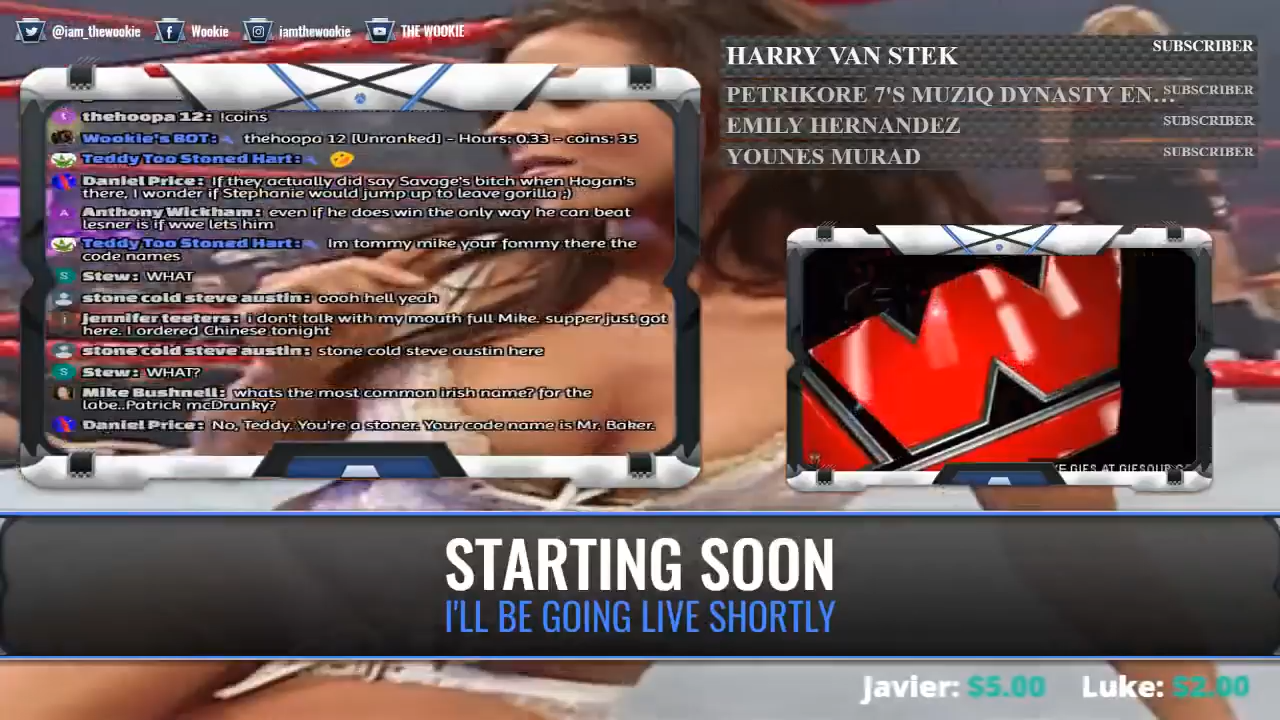 @iam_thewookie Wookie iamthewookie THE WOOKIE
HARRY VAN STEK SUBSCRIBER
PETRIKORE 7'S MUZIQ DYNASTY EN... SUBSCRIBER
EMILY HERNANDEZ SUBSCRIBER
YOUNES MURAD SUBSCRIBER
thehoopa 12: !coins
Wookie's BOT: thehoopa 12 [Unranked] - Hours: 0.33 - coins: 35
Teddy Too Stoned Hart:
Daniel Price: If they actually did say Savage's bitch when Hogan's
there, I wonder if Stephanie would jump up to leave gorilla ;)
Anthony Wickham: even if he does win the only way he can beat
lesner is if wwe lets him
Teddy Too Stoned Hart: Im tommy mike your fommy there the
code names
Stew: WHAT
stone cold steve austin: oooh hell yeah
jennifer teeters: i don't talk with my mouth full Mike. supper just got
here. I ordered Chinese tonight
stone cold steve austin: stone cold steve austin here
Stew: WHAT?
Mike Bushnell: whats the most common irish name? for the
labe..Patrick mcDrunky?
Daniel Price: No, Teddy. You're a stoner. Your code name is Mr. Baker.
STARTING SOON
I'LL BE GOING LIVE SHORTLY
Javier: $5.00 Luke: $2.00